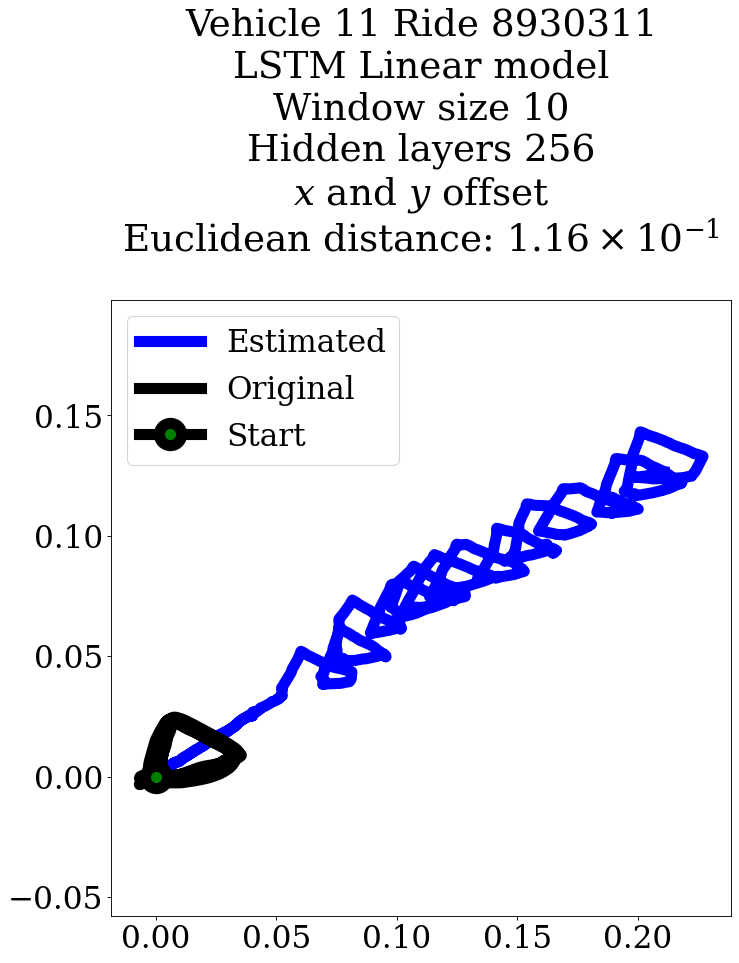 Vehicle 11 Ride 8930311
LSTM Linear model
Window size 10
Hidden layers 256
x and y offset
Euclidean distance: 1.16 × 10⁻¹
Estimated
Original
Start
0.15
0.10
0.05
0.00
−0.05
0.00 0.05 0.10 0.15 0.20